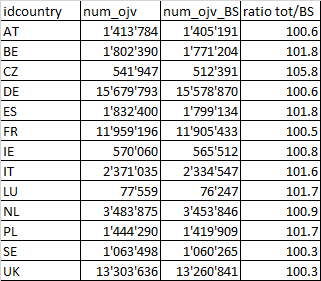 idcountry num_ojv num_ojv_BS ratio tot/BS
AT 1'413'784 1'405'191 100.6
BE 1'802'390 1'771'204 101.8
CZ 541'947 512'391 105.8
DE 15'679'793 15'578'870 100.6
ES 1'832'400 1'799'134 101.8
FR 11'959'196 11'905'433 100.5
IE 570'060 565'512 100.8
IT 2'371'035 2'334'547 101.6
LU 77'559 76'247 101.7
NL 3'483'875 3'453'846 100.9
PL 1'444'290 1'419'909 101.7
SE 1'063'498 1'060'265 100.3
UK 13'303'636 13'260'841 100.3